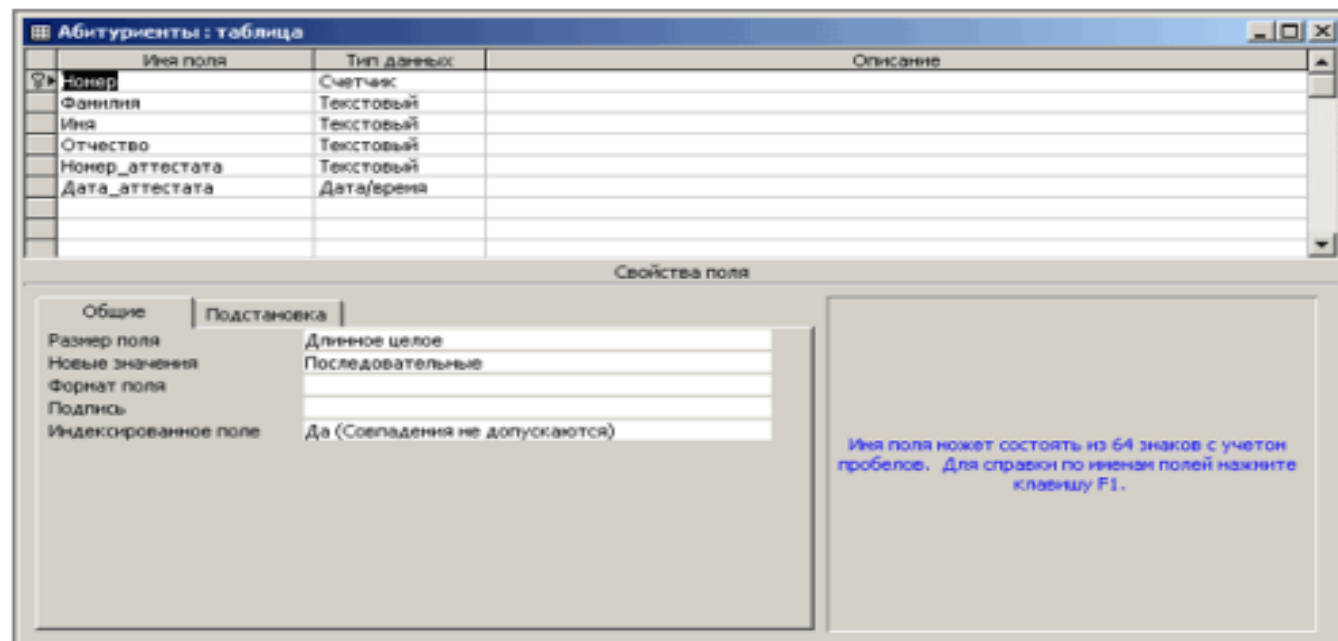 Абитуриенты : таблица
Имя поля Тип данных Описание
Номер Счетчик
Фамилия Текстовый
Имя Текстовый
Отчество Текстовый
Номер_аттестата Текстовый
Дата_аттестата Дата/время
Свойства поля
Общие Подстановка
Размер поля Длинное целое
Новые значения Последовательные
Формат поля
Подпись
Индексированное поле Да (Совпадения не допускаются)
Имя поля может состоять из 64 знаков с учетом
пробелов. Для справки по именам полей нажмите
клавишу F1.